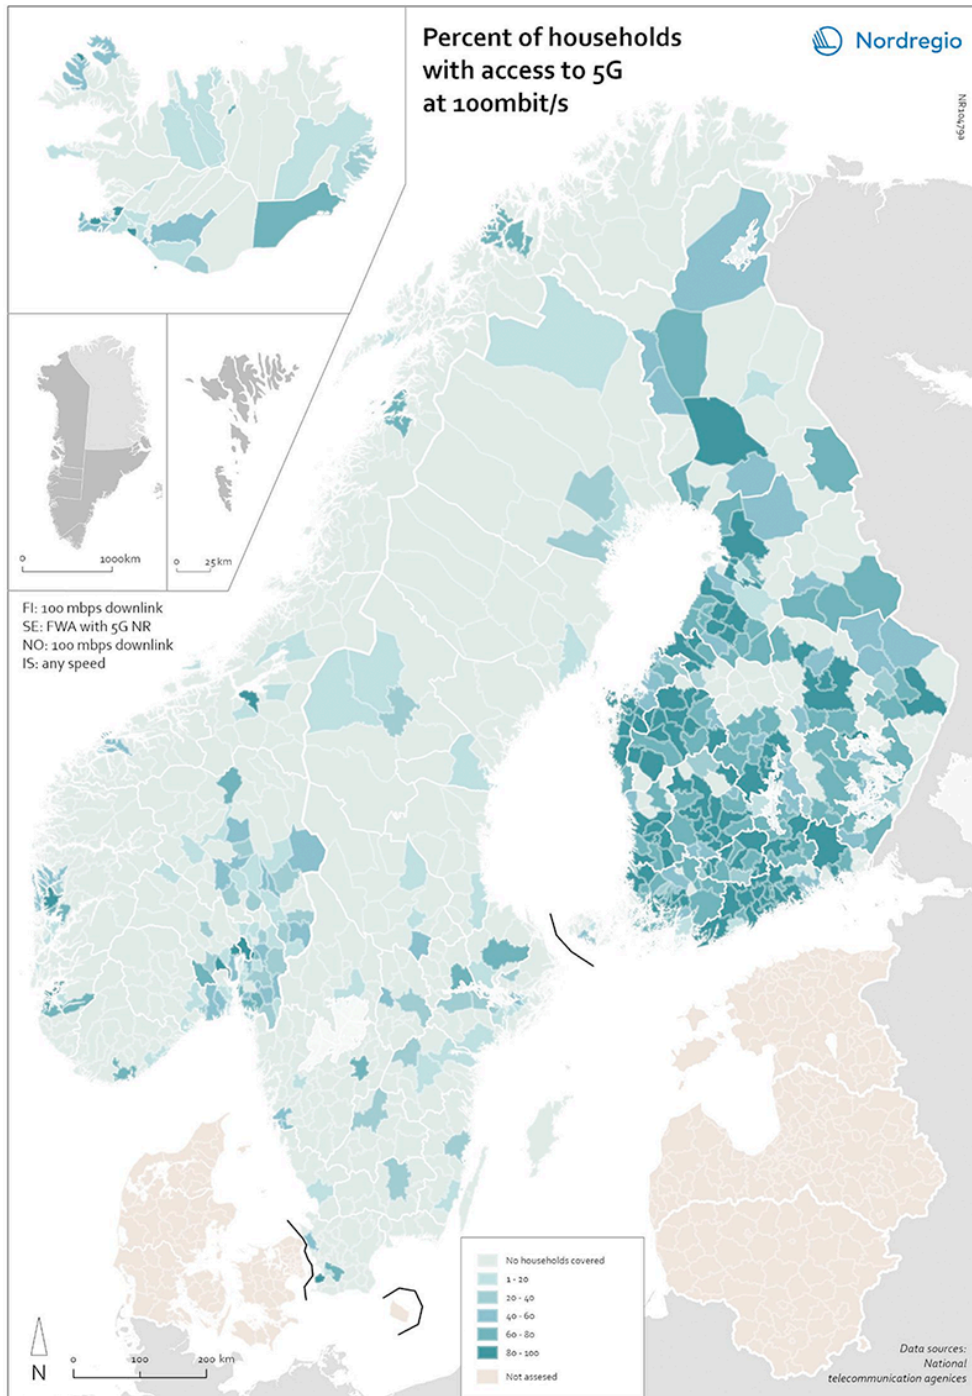 Percent of households
with access to 5G
at 100mbit/s
Nordregio
NR10479a
0 1000km
0 25km
FI: 100 mbps downlink
SE: FWA with 5G NR
NO: 100 mbps downlink
IS: any speed
No households covered
1 - 20
20 - 40
40 - 60
60 - 80
80 - 100
Not assesed
N
0 100 200 km
Data sources:
National
telecommunication agenices